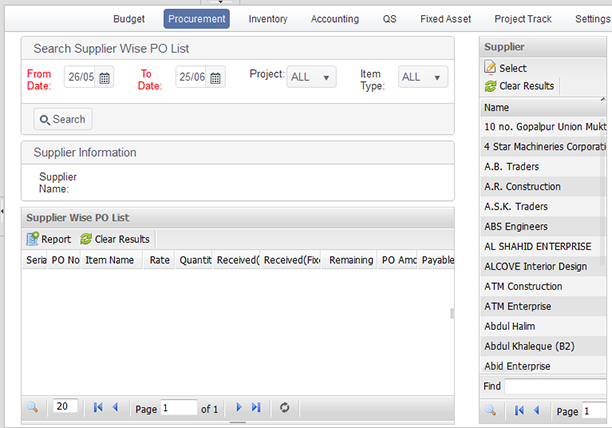 Budget Procurement Inventory Accounting QS Fixed Asset Project Track Settings
Search Supplier Wise PO List
From Date: 26/05 To Date: 25/06 Project: ALL Item Type: ALL
Search
Supplier Information
Supplier Name:
Supplier Wise PO List
Report Clear Results
Seria PO No Item Name Rate Quantit Received( Received(Fixe Remaining PO Amo Payable
20 Page 1 of 1
Supplier
Select
Clear Results
Name
10 no. Gopalpur Union Mukt
4 Star Machineries Corporati
A.B. Traders
A.R. Construction
A.S.K. Traders
ABS Engineers
AL SHAHID ENTERPRISE
ALCOVE Interior Design
ATM Construction
ATM Enterprise
Abdul Halim
Abdul Khaleque (B2)
Abid Enterprise
Find
Page 1